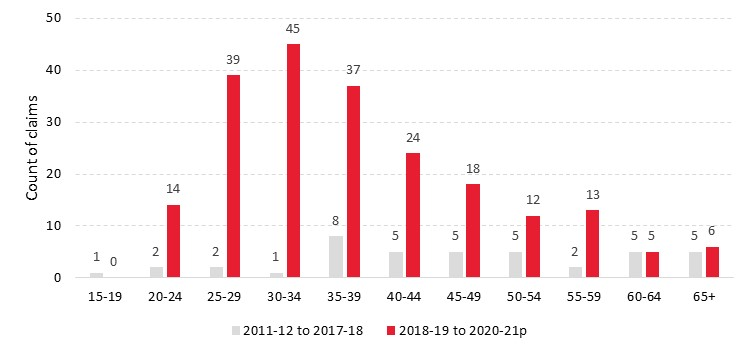 Count of claims
50
40
30
20
10
0
1 0 2 14 2 39 1 45 8 37 5 24 5 18 5 12 2 13 5 5 5 6
15-19 20-24 25-29 30-34 35-39 40-44 45-49 50-54 55-59 60-64 65+
2011-12 to 2017-18 2018-19 to 2020-21p